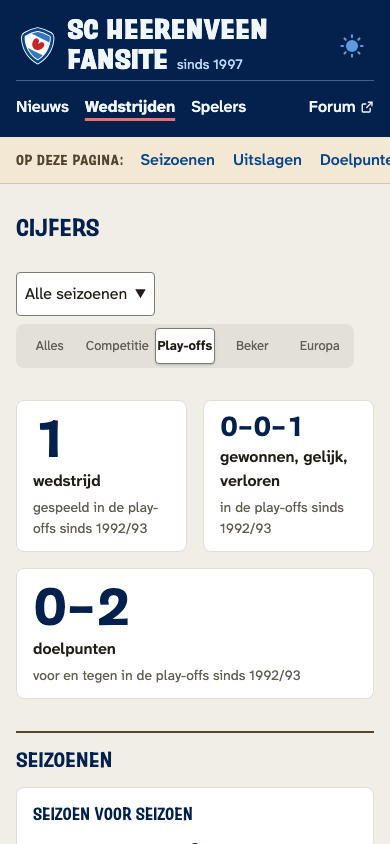 SC HEERENVEEN
FANSITE sinds 1997
Nieuws Wedstrijden Spelers Forum
OP DEZE PAGINA: Seizoenen Uitslagen Doelpunte
CIJFERS
Alle seizoenen ▼
Alles Competitie Play-offs Beker Europa
1
wedstrijd
gespeeld in de play-
offs sinds 1992/93
0–0–1
gewonnen, gelijk,
verloren
in de play-offs sinds
1992/93
0–2
doelpunten
voor en tegen in de play-offs sinds 1992/93
SEIZOENEN
SEIZOEN VOOR SEIZOEN